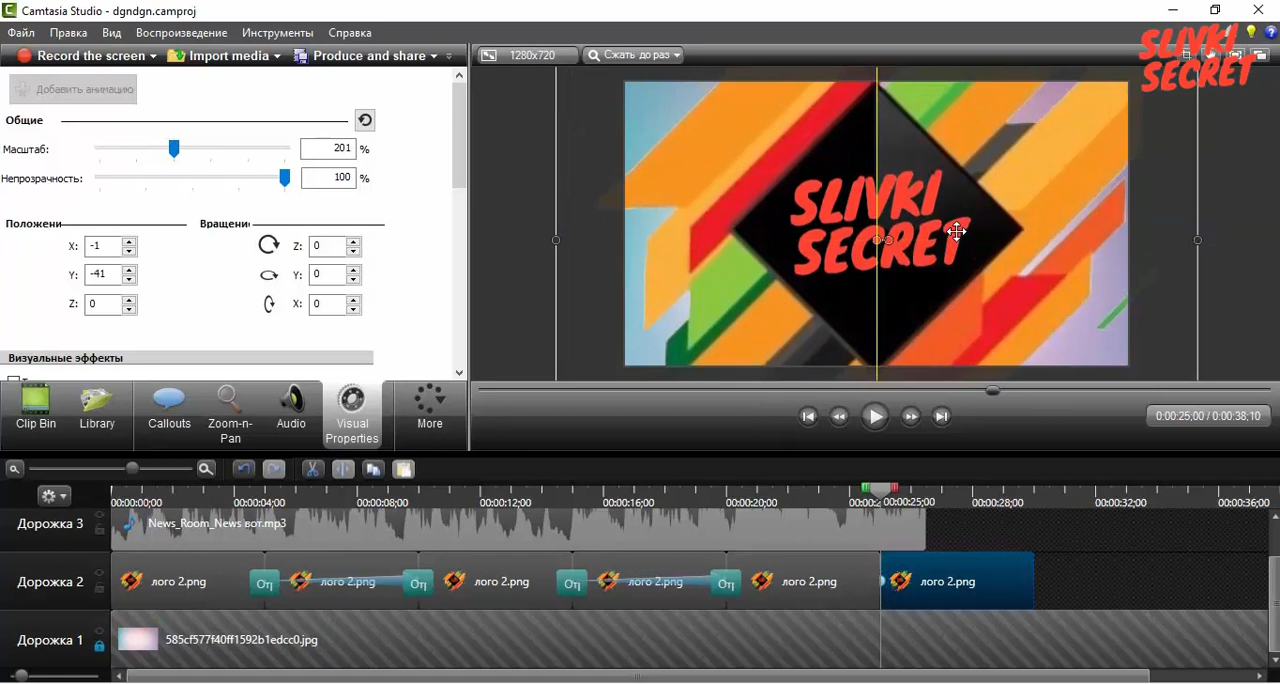 Camtasia Studio - dgndgn.camproj
Файл Правка Вид Воспроизведение Инструменты Справка
Record the screen Import media Produce and share
1280x720 Сжать до раз
SLIVKI
SECRET
Добавить анимацию
Общие
Масштаб: 201 %
Непрозрачность: 100 %
Положени Вращени
X: -1 Z: 0
Y: -41 Y: 0
Z: 0 X: 0
Визуальные эффекты
SLIVKI
SECRET
Clip Bin
Library
Callouts
Zoom-n-
Pan
Audio
Visual
Properties
More
0:00:25;00 / 0:00:38;10
00:00:00;00 00:00:04;00 00:00:08;00 00:00:12;00 00:00:16;00 00:00:20;00 00:00:25;00 00:00:28;00 00:00:32;00 00:00:36;00
Дорожка 3 News_Room_News вот.mp3
Дорожка 2 лого 2.png Оη лого 2.png Оη лого 2.png Оη лого 2.png Оη лого 2.png лого 2.png
Дорожка 1 585cf577f40ff1592b1edcc0.jpg